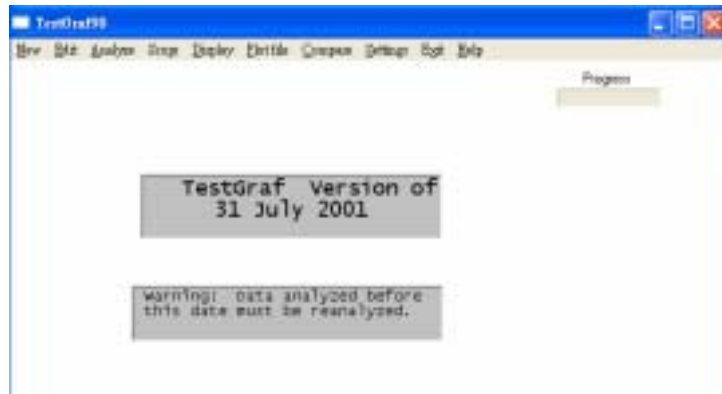 TestGraf98
New Edit Analyze Stop Display Plotfile Compare Settings Exit Help
Progress
TestGraf Version of
31 July 2001
Warning: Data analyzed before
this date must be reanalyzed.